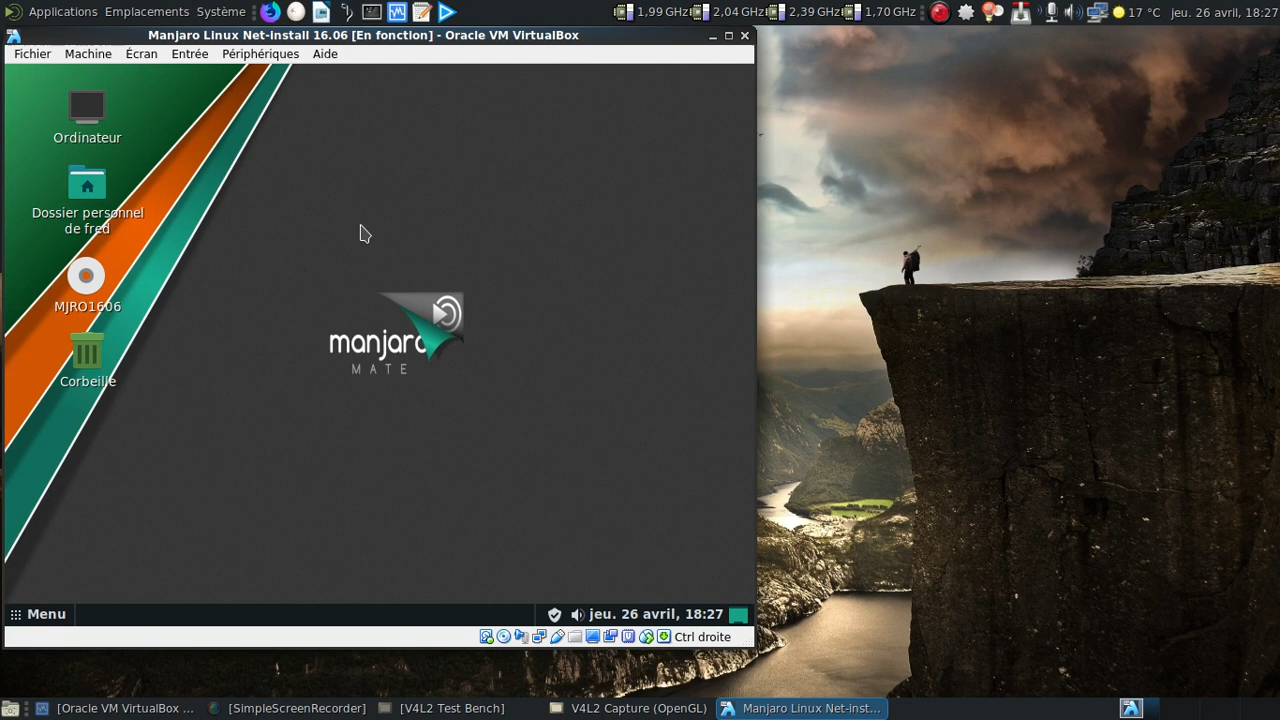 Applications Emplacements Système 1,99 GHz 2,04 GHz 2,39 GHz 1,70 GHz 17 °C jeu. 26 avril, 18:27
Manjaro Linux Net-install 16.06 [En fonction] - Oracle VM VirtualBox
Fichier Machine Écran Entrée Périphériques Aide
Ordinateur
Dossier personnel
de fred
MJRO1606
Corbeille
manjaro
MATE
Menu jeu. 26 avril, 18:27
Ctrl droite
[Oracle VM VirtualBox ... [SimpleScreenRecorder] [V4L2 Test Bench] V4L2 Capture (OpenGL) Manjaro Linux Net-inst...